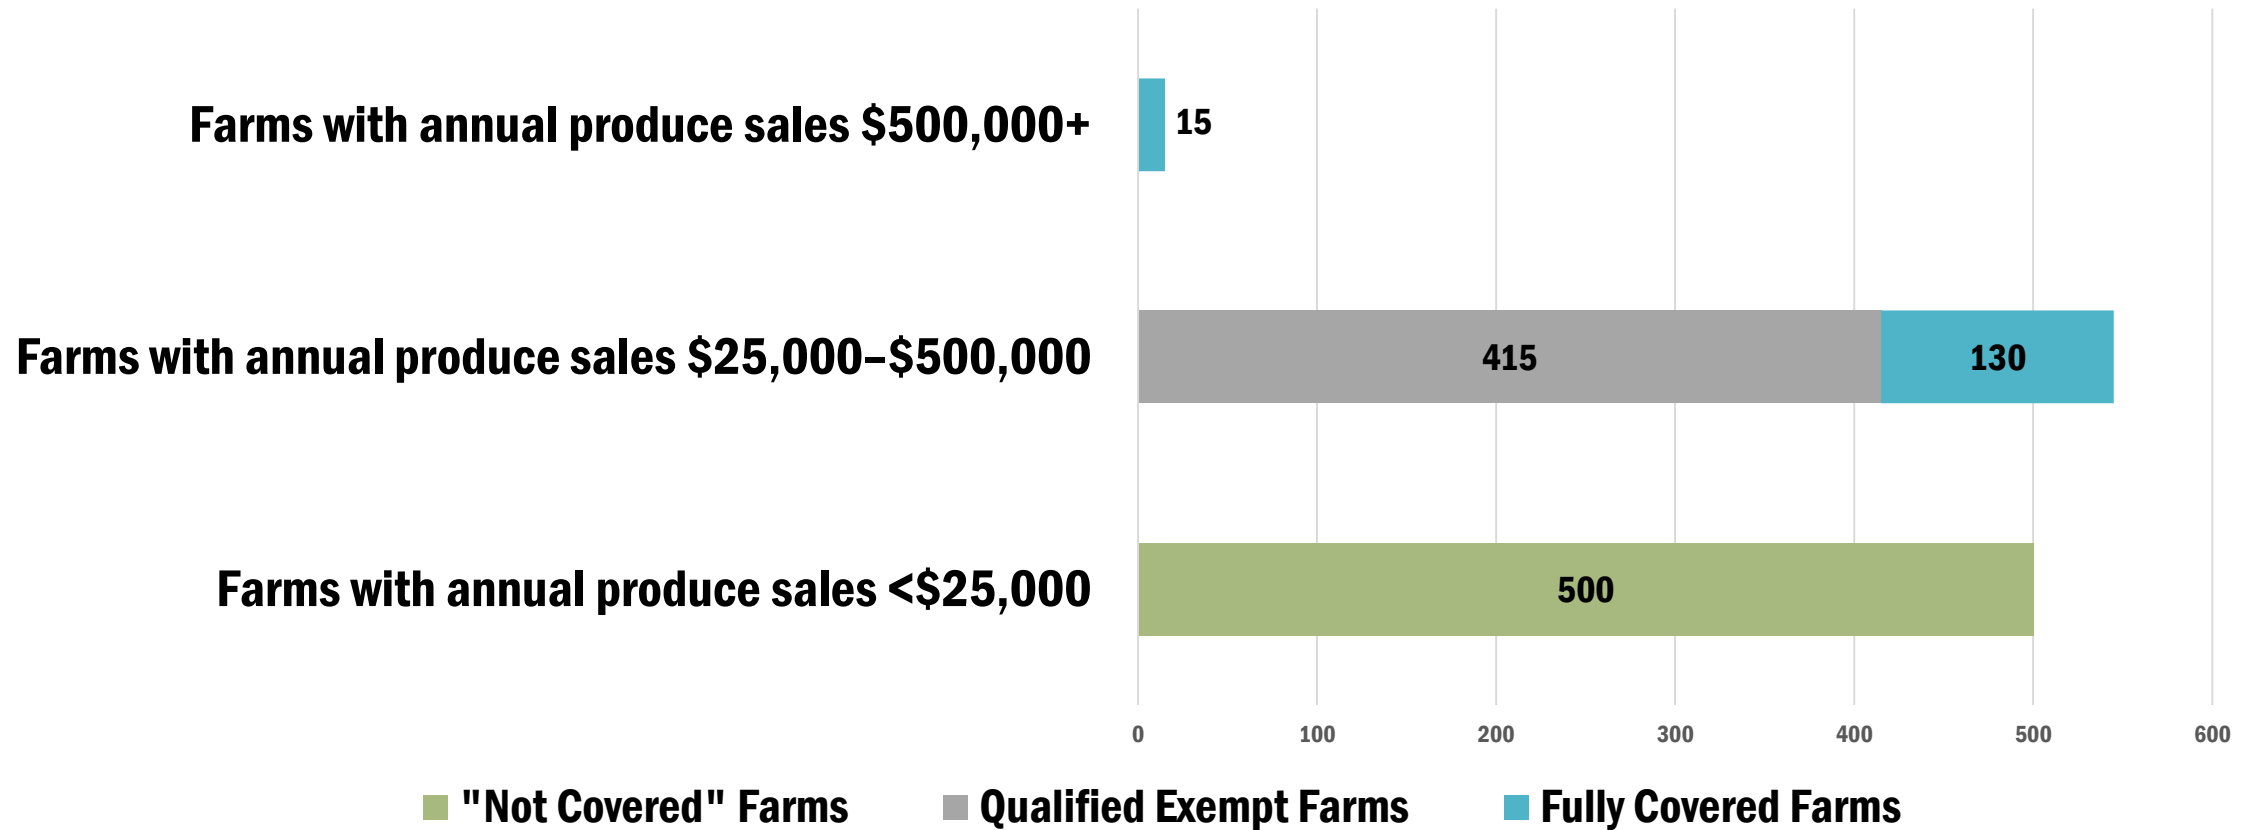 Farms with annual produce sales $500,000+
15
Farms with annual produce sales $25,000–$500,000
415
130
Farms with annual produce sales <$25,000
500
0 100 200 300 400 500 600
"Not Covered" Farms Qualified Exempt Farms Fully Covered Farms